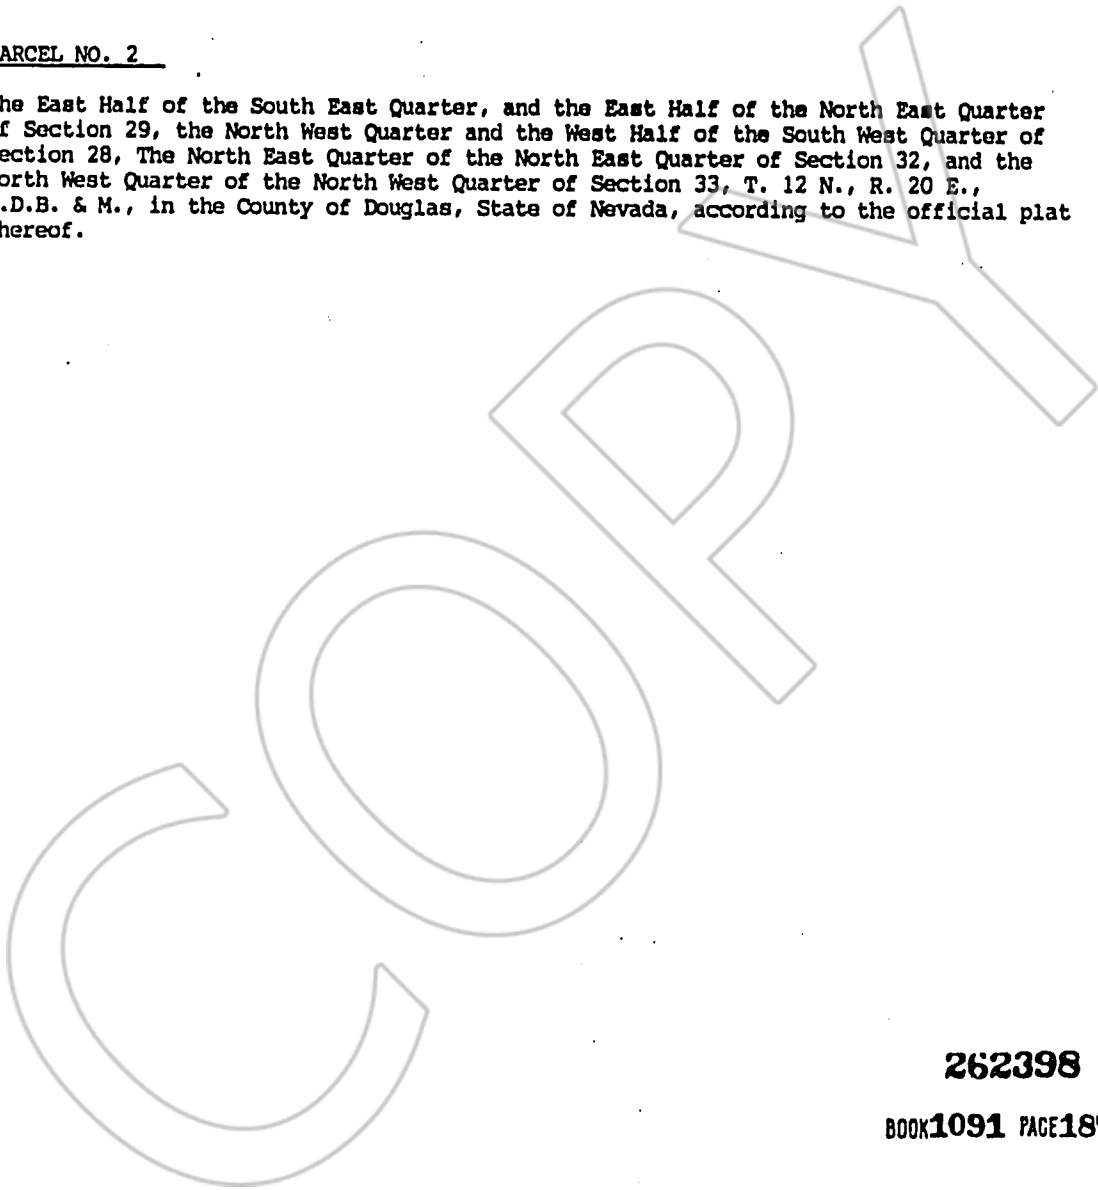 ARCEL NO. 2
he East Half of the South East Quarter, and the East Half of the North East Quarter
f Section 29, the North West Quarter and the West Half of the South West Quarter of
ection 28, The North East Quarter of the North East Quarter of Section 32, and the
orth West Quarter of the North West Quarter of Section 33, T. 12 N., R. 20 E.,
.D.B. & M., in the County of Douglas, State of Nevada, according to the official plat
hereof.
COPY
262398
BOOK1091 PAGE18